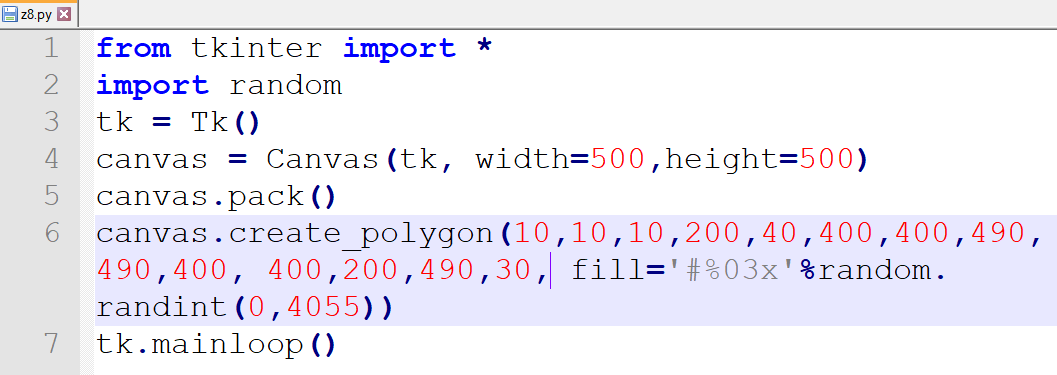 z8.py
1 from tkinter import *
2 import random
3 tk = Tk()
4 canvas = Canvas(tk, width=500,height=500)
5 canvas.pack()
6 canvas.create_polygon(10,10,10,200,40,400,400,490,
490,400, 400,200,490,30, fill='#%03x'%random.
randint(0,4055))
7 tk.mainloop()